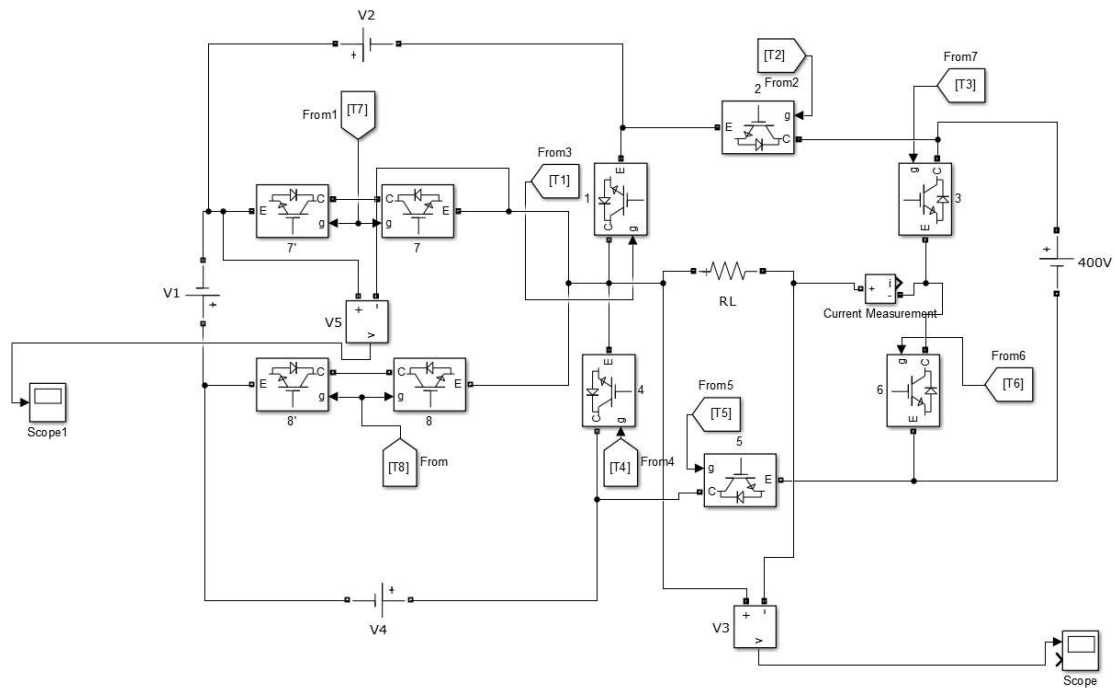 V2
+
[T2]
From2
From7
[T3]
2
g
E
C
From1
[T7]
From3
[T1]
E
1
C
g
g
C
3
E
E
C
g
7'
C
g
E
7
+
400V
V1
+
+
-
v
V5
+
RL
+
i
-
Current Measurement
Scope1
E
C
g
8'
C
g
E
8
E
4
C
g
g
C
6
E
From6
[T6]
From5
[T5]
5
g
C
E
[T8]
From
[T4]
From4
+
V4
+
-
v
V3
Scope